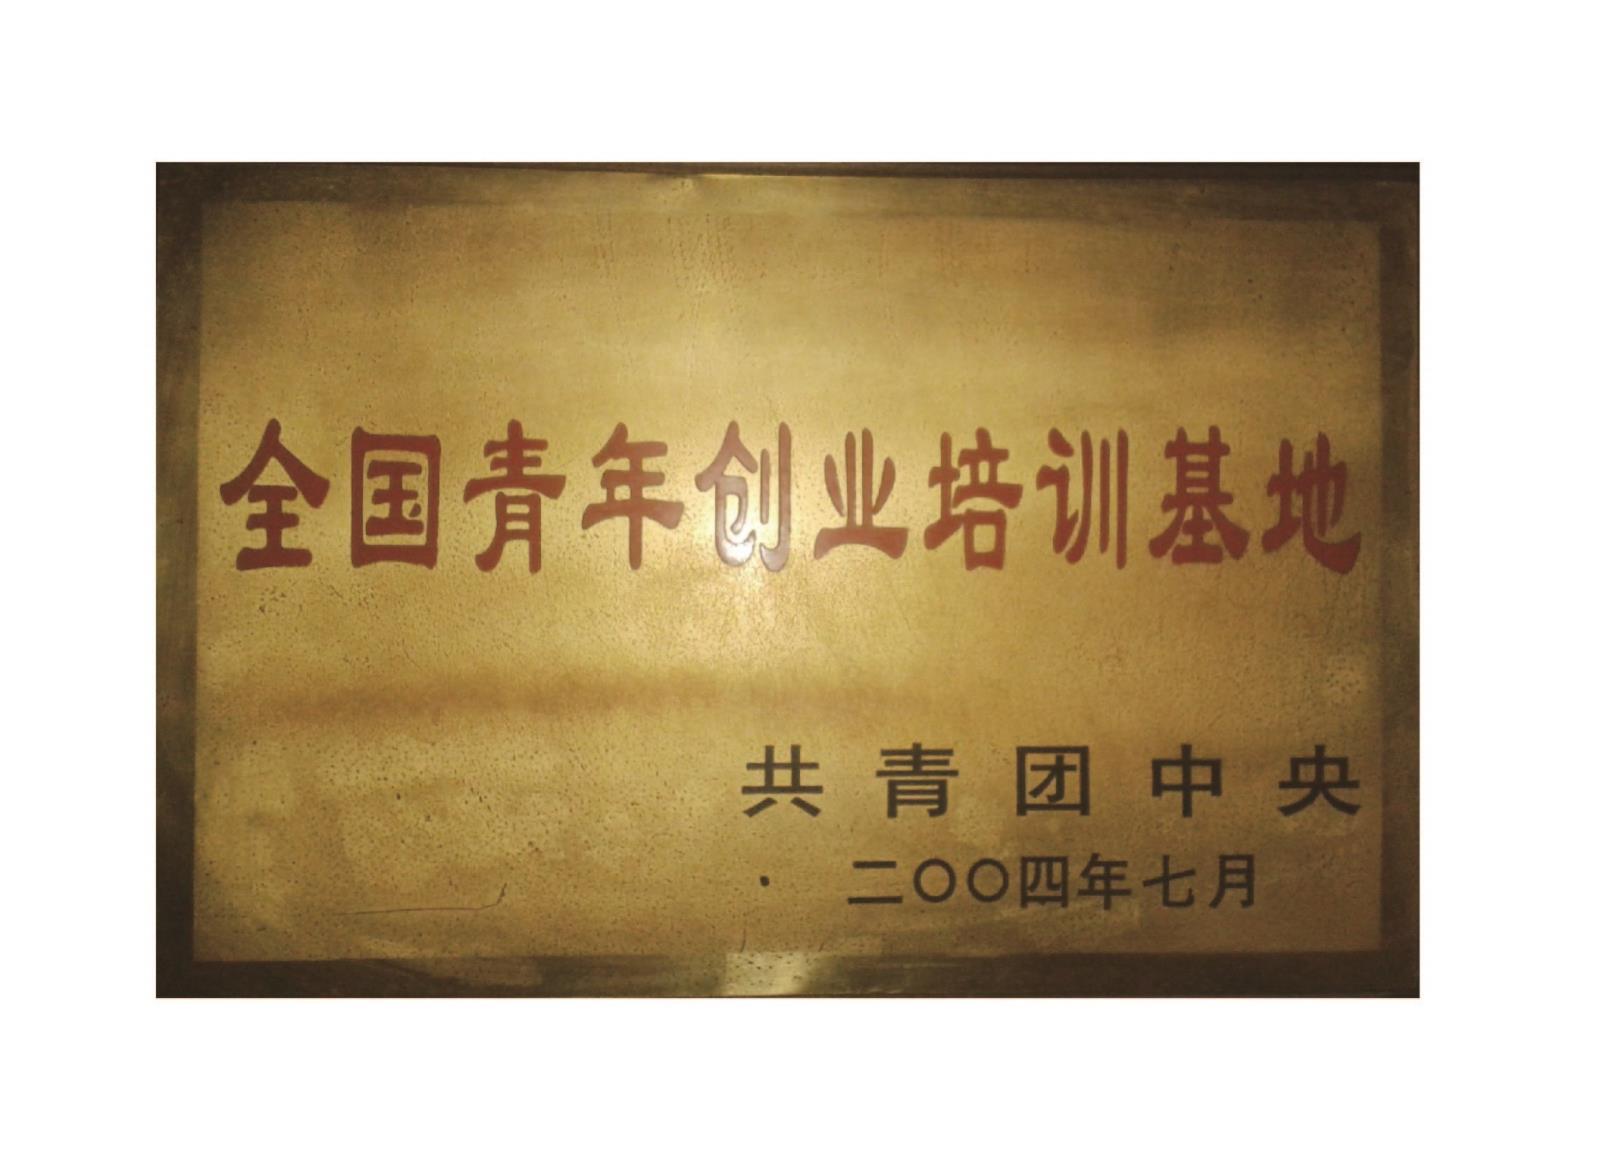 全国青年创业培训基地
共青团中央
二〇〇四年七月